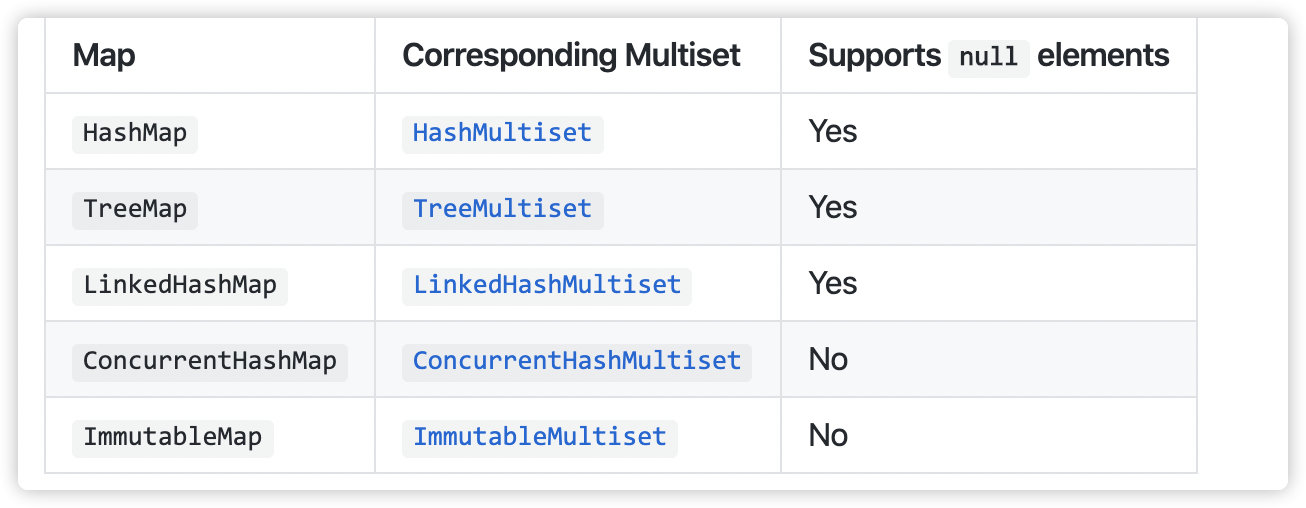 Map Corresponding Multiset Supports null elements
HashMap HashMultiset Yes
TreeMap TreeMultiset Yes
LinkedHashMap LinkedHashMultiset Yes
ConcurrentHashMap ConcurrentHashMultiset No
ImmutableMap ImmutableMultiset No